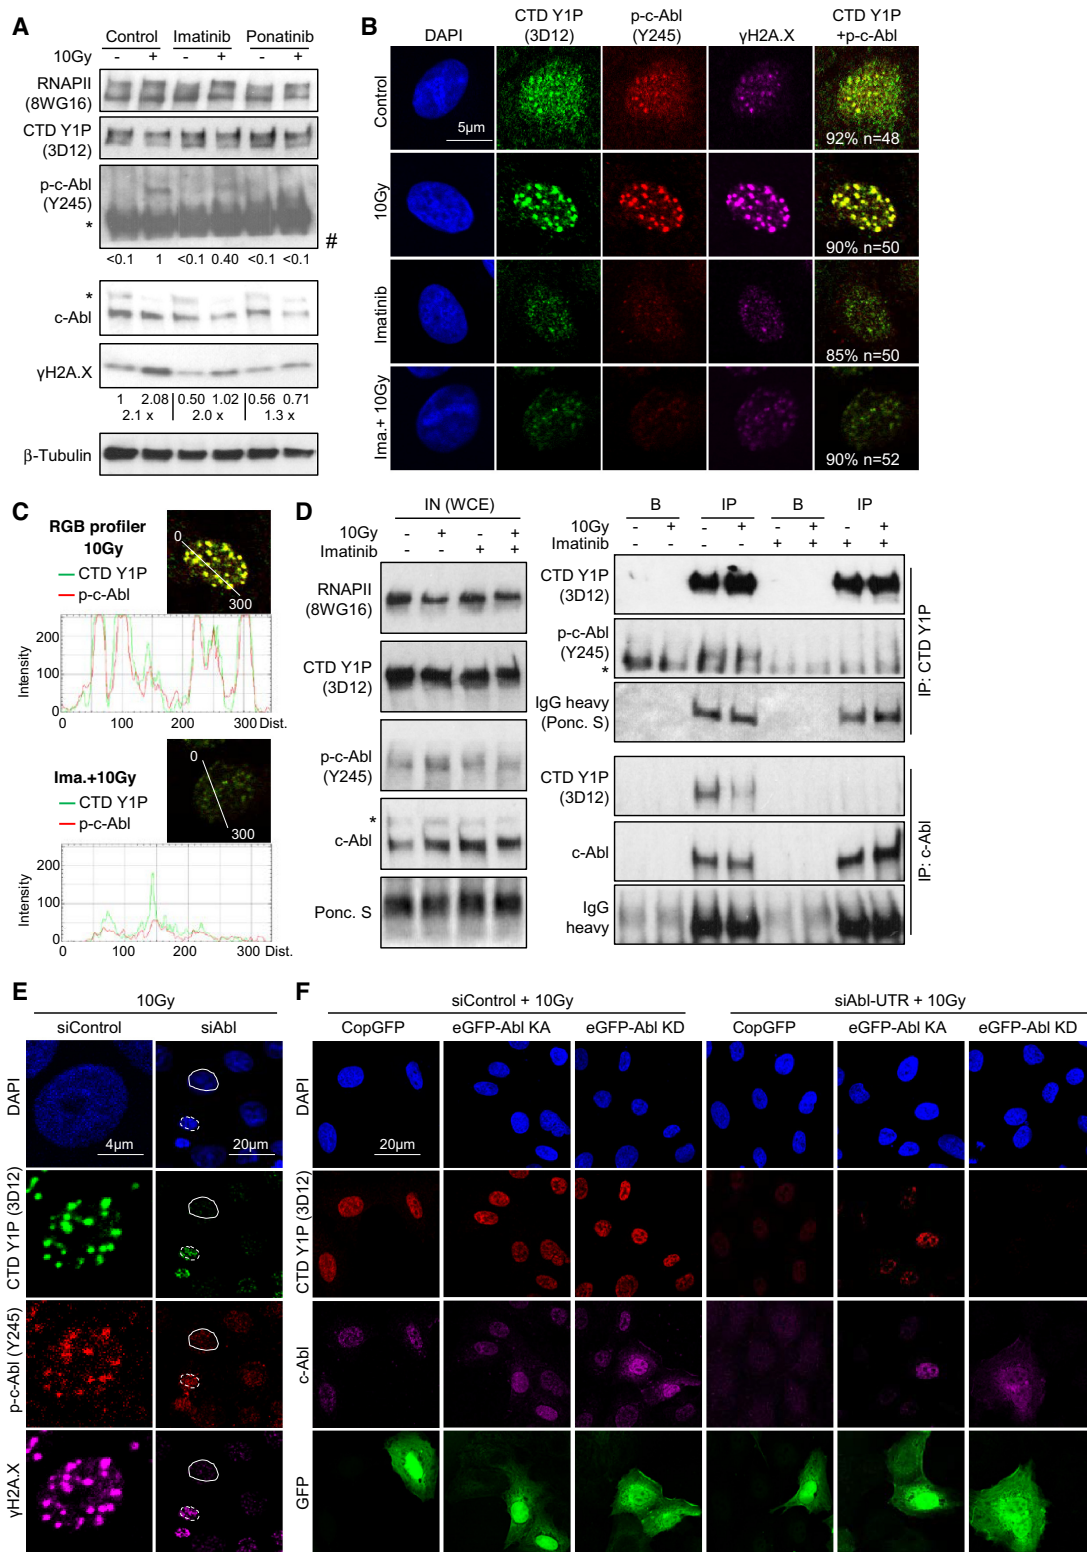 A
Control Imatinib Ponatinib
10Gy - + - + - +
RNAPII
(8WG16)
CTD Y1P
(3D12)
p-c-Abl
(Y245)
*
#
<0.1 1 <0.1 0.40 <0.1 <0.1
*
c-Abl
γH2A.X
1 2.08 0.50 1.02 0.56 0.71
2.1 x 2.0 x 1.3 x
β-Tubulin
B
DAPI
CTD Y1P
(3D12)
p-c-Abl
(Y245)
γH2A.X
CTD Y1P
+p-c-Abl
Control
5µm
92% n=48
10Gy
90% n=50
Imatinib
85% n=50
Ima.+ 10Gy
90% n=52
C
RGB profiler
10Gy
CTD Y1P
p-c-Abl
0
300
Intensity
200
100
0
0 100 200 300 Dist.
Ima.+10Gy
CTD Y1P
p-c-Abl
0
300
Intensity
200
100
0
100 200 300 Dist.
D
IN (WCE)
10Gy - + - +
Imatinib - - + +
RNAPII
(8WG16)
CTD Y1P
(3D12)
p-c-Abl
(Y245)
*
c-Abl
Ponc. S
B IP B IP
10Gy - + - + - + - +
Imatinib - - - - + + + +
CTD Y1P
(3D12)
p-c-Abl
(Y245)
*
IgG heavy
(Ponc. S)
IP: CTD Y1P
CTD Y1P
(3D12)
c-Abl
IgG
heavy
IP: c-Abl
E
10Gy
siControl siAbl
DAPI
4µm
20µm
CTD Y1P (3D12)
p-c-Abl (Y245)
γH2A.X
F
siControl + 10Gy siAbl-UTR + 10Gy
CopGFP eGFP-Abl KA eGFP-Abl KD CopGFP eGFP-Abl KA eGFP-Abl KD
DAPI
20µm
CTD Y1P (3D12)
c-Abl
GFP